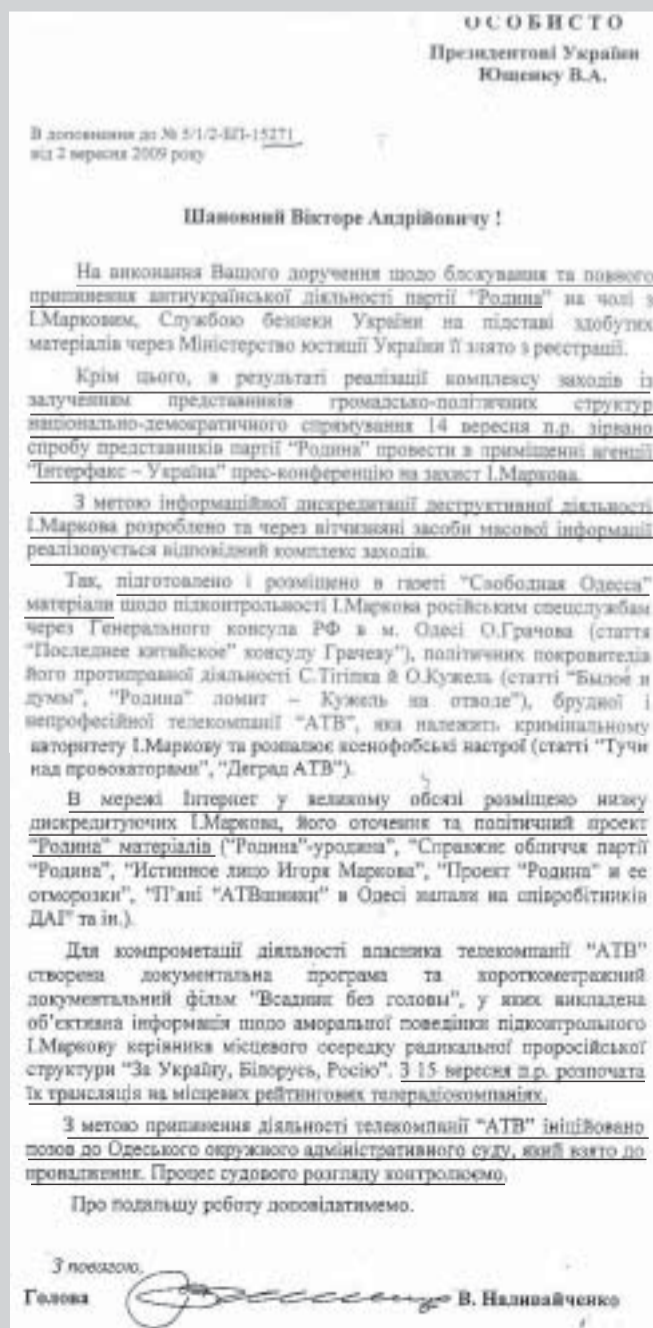 ОСОБИСТО
Президентові України
Ющенку В.А.
В доповнення до № 5/1/2-БП-15271
від 2 вересня 2009 року
Шановний Вікторе Андрійовичу !
На виконання Вашого доручення щодо блокування та повного
припинення антиукраїнської діяльності партії "Родина" на чолі з
І.Марковим, Службою безпеки України на підставі здобутих
матеріалів через Міністерство юстиції України її знято з реєстрації.
Крім цього, в результаті реалізації комплексу заходів із
залученням представників громадсько-політичних структур
національно-демократичного спрямування 14 вересня п.р. зірвано
спробу представників партії "Родина" провести в приміщенні агенції
"Інтерфакс – Україна" прес-конференцію на захист І.Маркова.
З метою інформаційної дискредитації деструктивної діяльності
І.Маркова розроблено та через вітчизняні засоби масової інформації
реалізовується відповідний комплекс заходів.
Так, підготовлено і розміщено в газеті "Свободная Одесса"
матеріали щодо підконтрольності І.Маркова російським спецслужбам
через Генерального консула РФ в м. Одесі О.Грачова (стаття
"Последнее китайское" консулу Грачеву"), політичних покровителів
його протиправної діяльності С.Тігіпка й О.Кужель (статті "Былое и
думы", "Родина" ломит – Кужель на отводе"), брудної і
непрофесійної телекомпанії "АТВ", яка належить кримінальному
авторитету І.Маркову та розпалює ксенофобські настрої (статті "Тучи
над провокаторами", "Деград АТВ").
В мережі Інтернет у великому обсязі розміщено низку
дискредитуючих І.Маркова, його оточення та політичний проект
"Родина" матеріалів ("Родина"-уродина", "Справжнє обличчя партії
"Родина", "Истинное лицо Игоря Маркова", "Проект "Родина" и ее
отморозки", "П'яні "АТВшники" в Одесі напали на співробітників
ДАІ" та ін.).
Для компрометації діяльності власника телекомпанії "АТВ"
створена документальна програма та короткометражний
документальний фільм "Всадник без головы", у яких викладена
об'єктивна інформація щодо аморальної поведінки підконтрольного
І.Маркову керівника місцевого осередку радикальної проросійської
структури "За Україну, Білорусь, Росію". З 15 вересня п.р. розпочата
їх трансляція на місцевих рейтингових телерадіокомпаніях.
З метою припинення діяльності телекомпанії "АТВ" ініційовано
позов до Одеського окружного адміністративного суду, який взято до
провадження. Процес судового розгляду контролюємо.
Про подальшу роботу доповідатимемо.
З повагою,
Голова В. Наливайченко